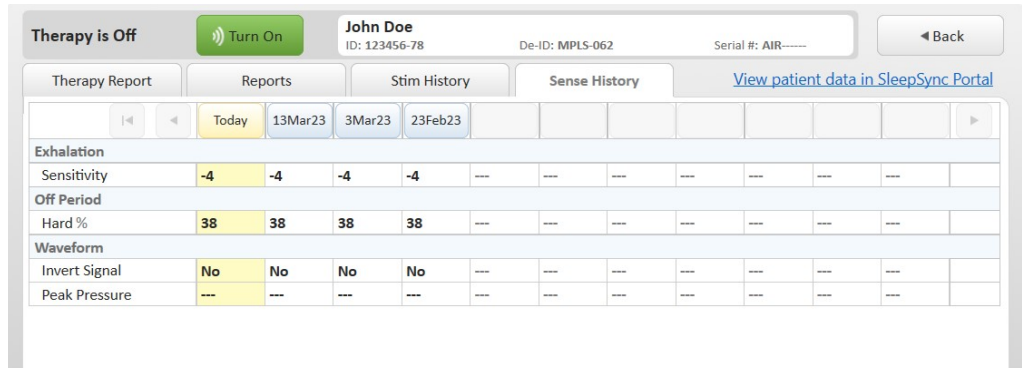 Therapy is Off
Turn On
John Doe
ID: 123456-78 De-ID: MPLS-062 Serial #: AIR------
Back
Therapy Report Reports Stim History Sense History View patient data in SleepSync Portal
Today 13Mar23 3Mar23 23Feb23
Exhalation
Sensitivity -4 -4 -4 -4 --- --- --- --- --- --- ---
Off Period
Hard % 38 38 38 38 --- --- --- --- --- --- ---
Waveform
Invert Signal No No No No --- --- --- --- --- --- ---
Peak Pressure --- --- --- --- --- --- --- --- --- --- ---